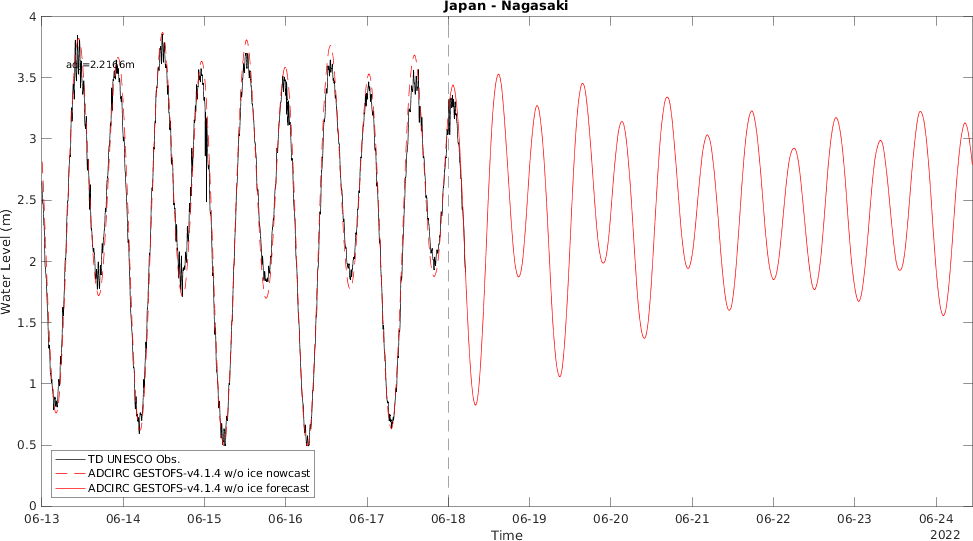 Japan - Nagasaki
4
3.5
3
2.5
2
1.5
1
0.5
0
Water Level (m)
adj=2.2166m
TD UNESCO Obs.
ADCIRC GESTOFS-v4.1.4 w/o ice nowcast
ADCIRC GESTOFS-v4.1.4 w/o ice forecast
06-13 06-14 06-15 06-16 06-17 06-18 06-19 06-20 06-21 06-22 06-23 06-24
Time
2022